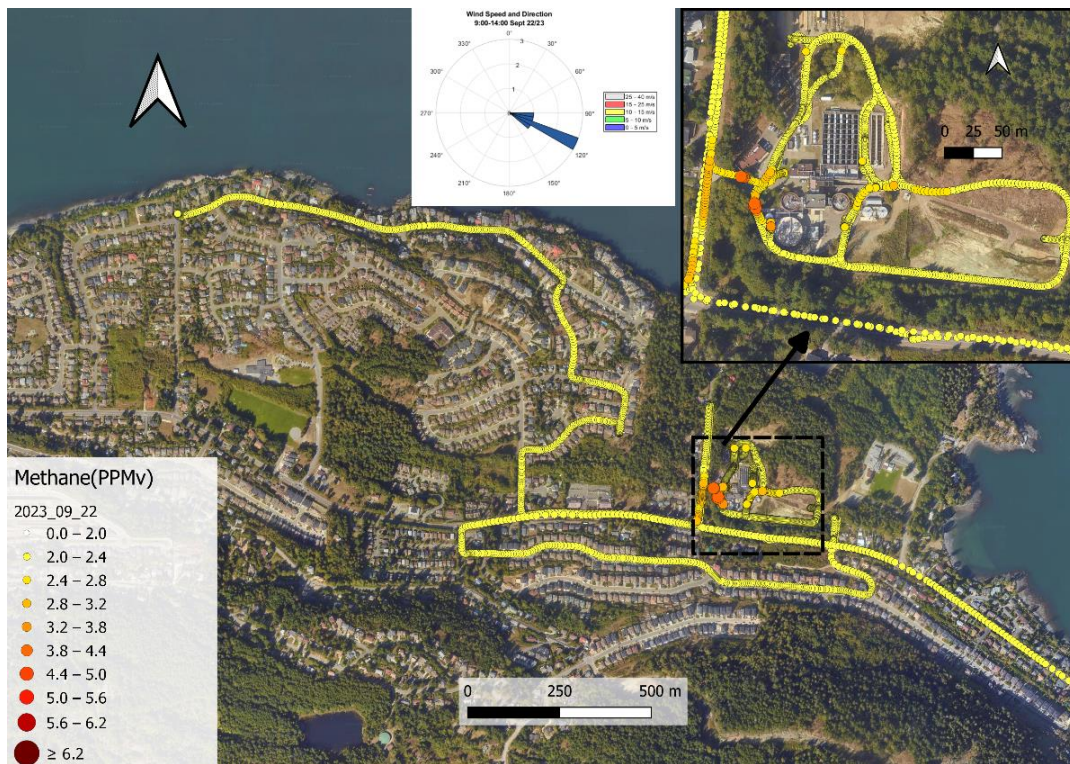 Wind Speed and Direction
9:00-14:00 Sept 22/23
0°
30°
60°
90°
120°
150°
180°
210°
240°
270°
300°
330°
3
2
1
0
25 - 40 m/s
15 - 25 m/s
10 - 15 m/s
5 - 10 m/s
0 - 5 m/s
0 25 50 m
Methane(PPMv)
2023_09_22
0.0 – 2.0
2.0 – 2.4
2.4 – 2.8
2.8 – 3.2
3.2 – 3.8
3.8 – 4.4
4.4 – 5.0
5.0 – 5.6
5.6 – 6.2
≥ 6.2
0 250 500 m